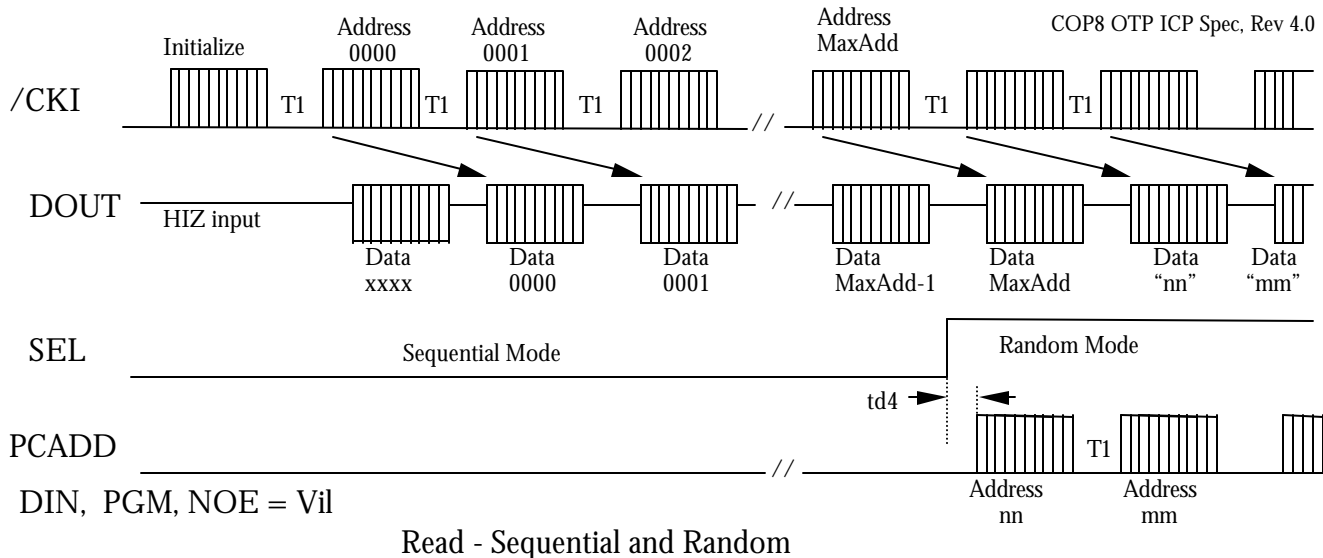 COP8 OTP ICP Spec, Rev 4.0
Initialize
Address
0000
Address
0001
Address
0002
Address
MaxAdd
/CKI
T1
T1
T1
T1
T1
//
DOUT
HIZ input
//
Data
xxxx
Data
0000
Data
0001
Data
MaxAdd-1
Data
MaxAdd
Data
“nn”
Data
“mm”
SEL
Sequential Mode
Random Mode
td4
PCADD
//
T1
Address
nn
Address
mm
DIN, PGM, NOE = Vil
Read - Sequential and Random